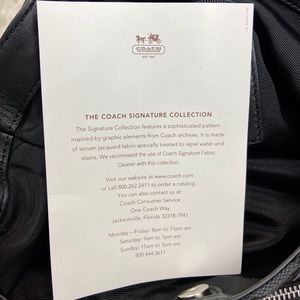 COACH
EST. 1941
THE COACH SIGNATURE COLLECTION
The Signature Collection features a sophisticated pattern
inspired by graphic elements from Coach archives. It is made
of woven jacquard fabric specially treated to repel water and
stains. We recommend the use of Coach Signature Fabric
Cleaner with this collection.
Visit our website at www.coach.com
or call 800.262.2411 to order a catalog.
You can also contact us at:
Coach Consumer Service
One Coach Way
Jacksonville, Florida 32218-7941
Monday – Friday: 8am to 11pm est
Saturday: 9am to 7pm est
Sunday: 11am to 7pm est
800.444.3611